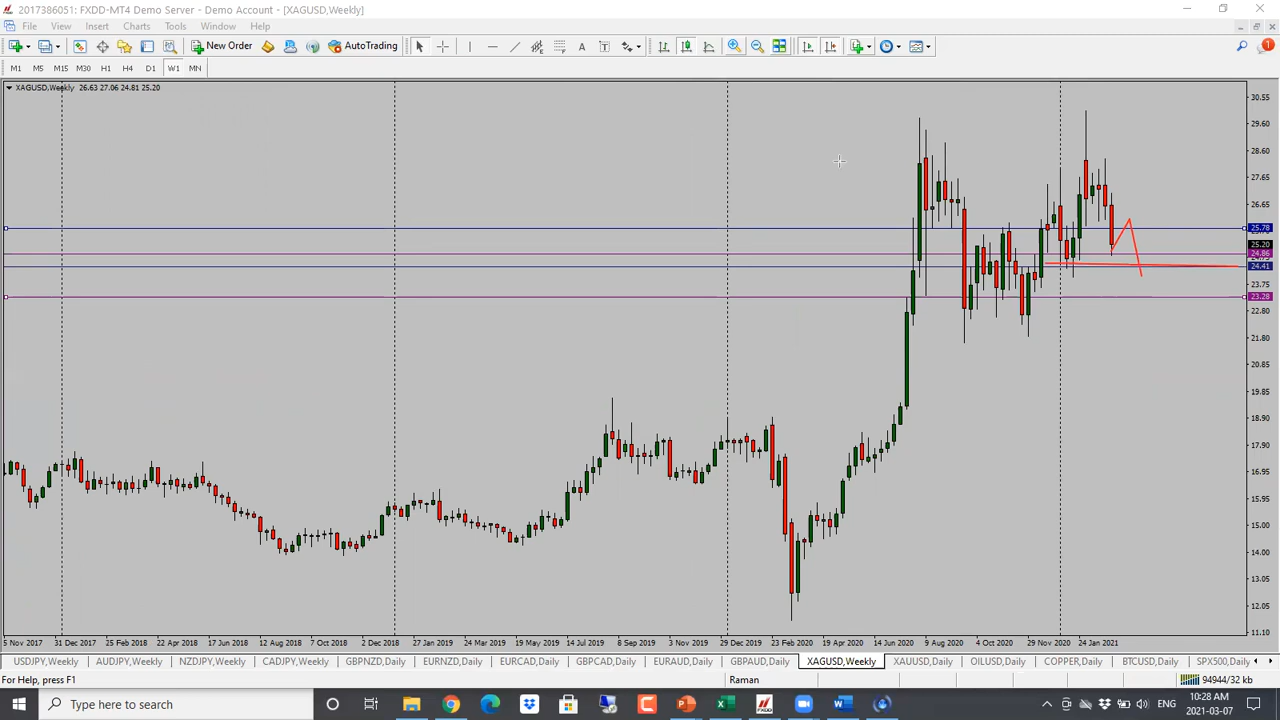 2017386051: FXDD-MT4 Demo Server - Demo Account - [XAGUSD,Weekly]
File View Insert Charts Tools Window Help
New Order AutoTrading A T 1
M1 M5 M15 M30 H1 H4 D1 W1 MN
XAGUSD,Weekly 26.63 27.06 24.81 25.20
30.55
29.60
28.60
27.65
26.65
25.78
25.20
24.86
24.41
23.75
23.28
22.80
21.80
20.85
19.85
18.90
17.90
16.95
15.95
15.00
14.00
13.05
12.05
11.10
5 Nov 2017 31 Dec 2017 25 Feb 2018 22 Apr 2018 17 Jun 2018 12 Aug 2018 7 Oct 2018 2 Dec 2018 27 Jan 2019 24 Mar 2019 19 May 2019 14 Jul 2019 8 Sep 2019 3 Nov 2019 29 Dec 2019 23 Feb 2020 19 Apr 2020 14 Jun 2020 9 Aug 2020 4 Oct 2020 29 Nov 2020 24 Jan 2021
USDJPY,Weekly AUDJPY,Weekly NZDJPY,Weekly CADJPY,Weekly GBPNZD,Daily EURNZD,Daily EURCAD,Daily GBPCAD,Daily EURAUD,Daily GBPAUD,Daily XAGUSD,Weekly XAUUSD,Daily OILUSD,Daily COPPER,Daily BTCUSD,Daily SPX500,Daily
For Help, press F1 Raman 94944/32 kb
Type here to search ENG 10:28 AM
2021-03-07